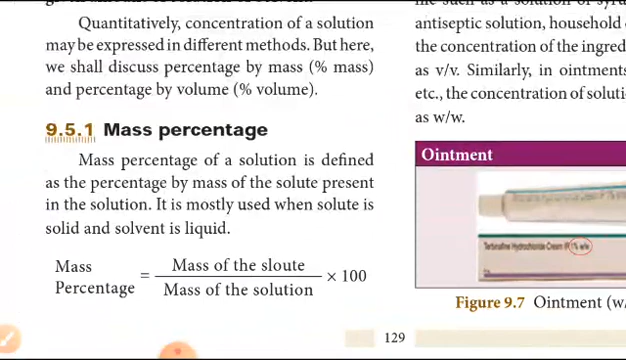 Quantitatively, concentration of a solution
may be expressed in different methods. But here,
we shall discuss percentage by mass (% mass)
and percentage by volume (% volume).
9.5.1 Mass percentage
Mass percentage of a solution is defined
as the percentage by mass of the solute present
in the solution. It is mostly used when solute is
solid and solvent is liquid.
Mass Percentage = Mass of the sloute / Mass of the solution × 100
antiseptic solution, household
the concentration of the
as v/v. Similarly, in ointments
etc., the concentration of
as w/w.
Ointment
Terbinafine Hydrochloride Cream 1% w/w
Figure 9.7 Ointment
129